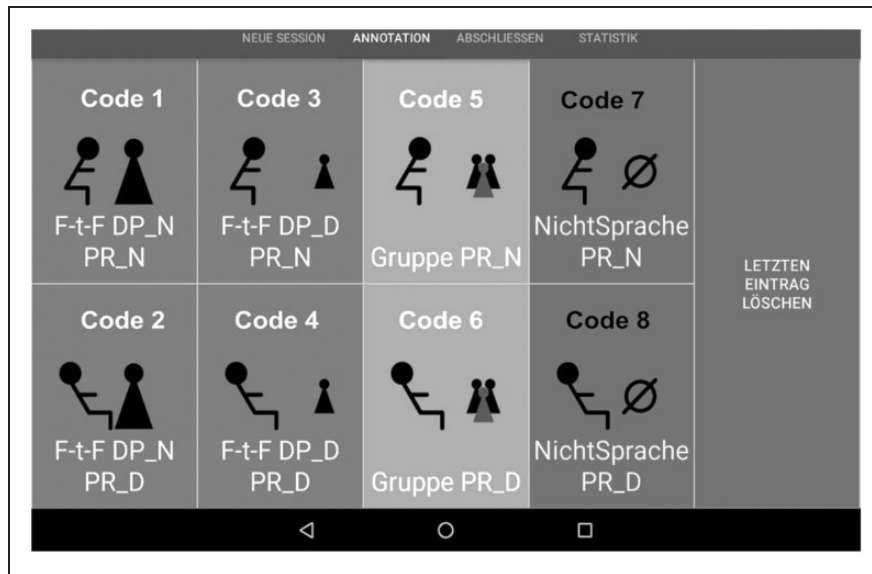 NEUE SESSION ANNOTATION ABSCHLIESSEN STATISTIK
Code 1
F-t-F DP_N
PR_N
Code 3
F-t-F DP_D
PR_N
Code 5
Gruppe PR_N
Code 7
NichtSprache
PR_N
Code 2
F-t-F DP_N
PR_D
Code 4
F-t-F DP_D
PR_D
Code 6
Gruppe PR_D
Code 8
NichtSprache
PR_D
LETZTEN
EINTRAG
LÖSCHEN